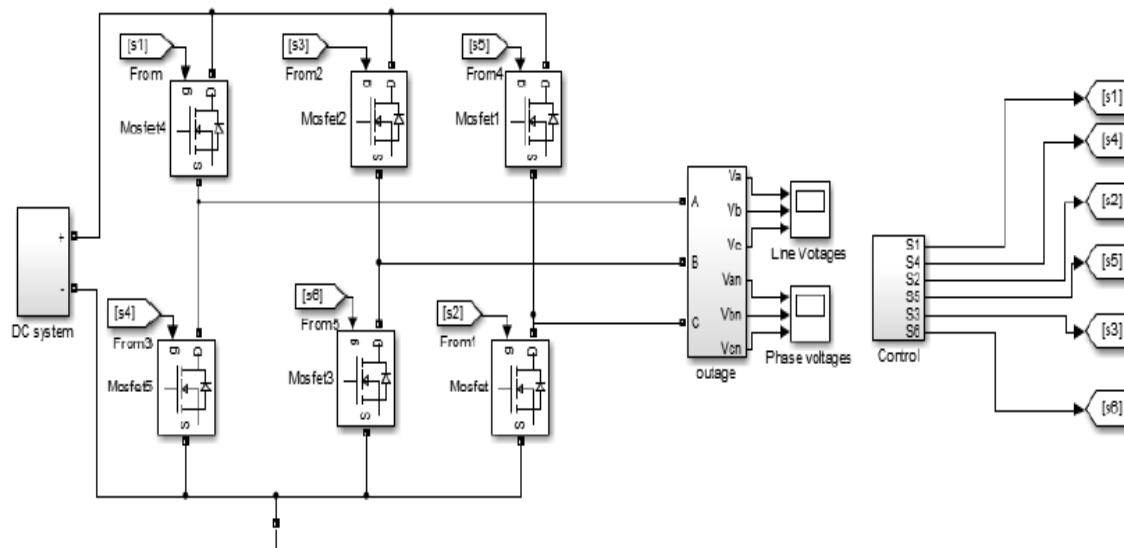 [s1]
From
g
D
S
Mosfet4
[s3]
From2
g
D
S
Mosfet2
[s5]
From4
g
D
S
Mosfet1
+
-
DC system
[s4]
From3
g
D
S
Mosfet5
[s6]
From5
g
D
S
Mosfet3
[s2]
From1
g
D
S
Mosfet
A
B
C
Va
Vb
Vc
Van
Vbn
Vcn
outage
Line Votages
Phase voltages
S1
S4
S2
S5
S3
S6
Control
[s1]
[s4]
[s2]
[s5]
[s3]
[s6]